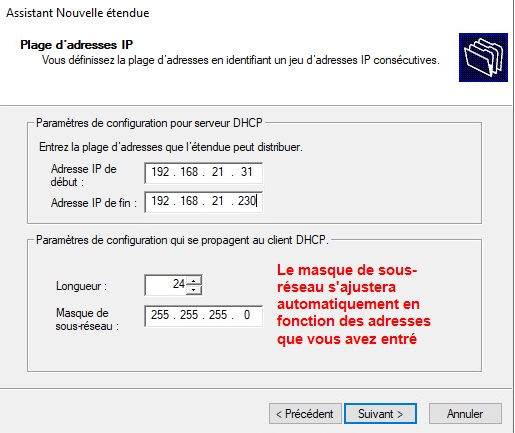 Assistant Nouvelle étendue
Plage d'adresses IP
Vous définissez la plage d'adresses en identifiant un jeu d'adresses IP consécutives.
Paramètres de configuration pour serveur DHCP
Entrez la plage d'adresses que l'étendue peut distribuer.
Adresse IP de
début :
192 . 168 . 21 . 31
Adresse IP de fin :
192 . 168 . 21 . 230
Paramètres de configuration qui se propagent au client DHCP.
Longueur :
24
Masque de
sous-réseau :
255 . 255 . 255 . 0
Le masque de sous-
réseau s'ajustera
automatiquement en
fonction des adresses
que vous avez entré
< Précédent
Suivant >
Annuler